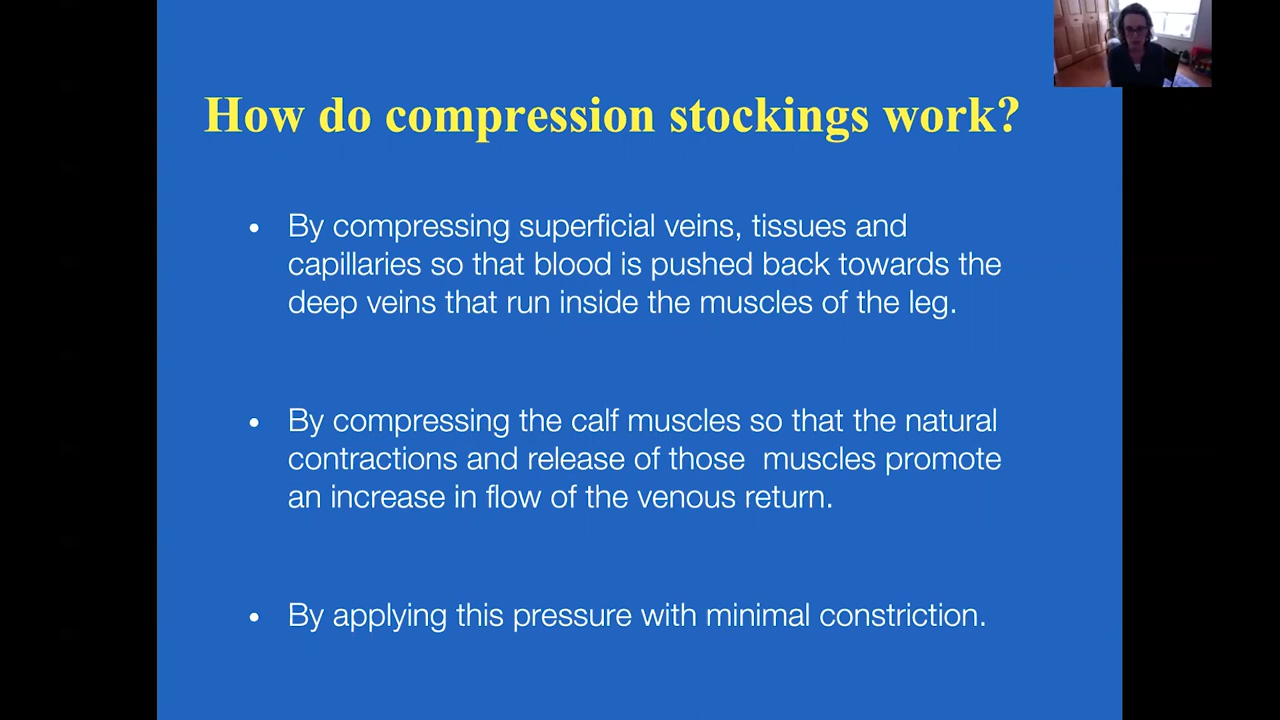 How do compression stockings work?
• By compressing superficial veins, tissues and
capillaries so that blood is pushed back towards the
deep veins that run inside the muscles of the leg.
• By compressing the calf muscles so that the natural
contractions and release of those  muscles promote
an increase in flow of the venous return.
• By applying this pressure with minimal constriction.